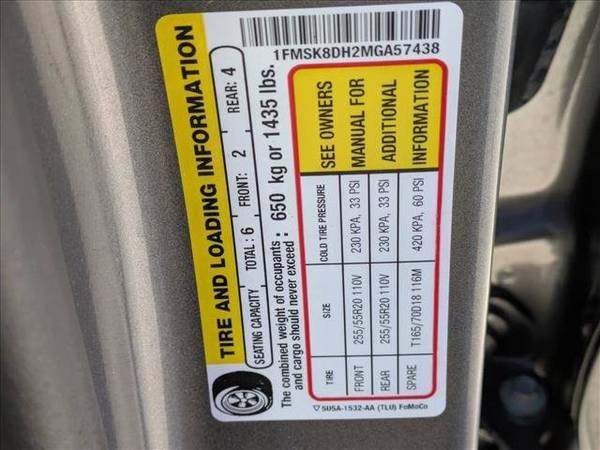 1FMSK8DH2MGA57438
TIRE AND LOADING INFORMATION
SEATING CAPACITY TOTAL : 6 FRONT: 2 REAR: 4
The combined weight of occupants
and cargo should never exceed : 650 kg or 1435 lbs.
TIRE SIZE COLD TIRE PRESSURE
FRONT 255/55R20 110V 230 KPA, 33 PSI
REAR 255/55R20 110V 230 KPA, 33 PSI
SPARE T165/70D18 116M 420 KPA, 60 PSI
SEE OWNERS
MANUAL FOR
ADDITIONAL
INFORMATION
5U5A-1532-AA (TLU) FoMoCo